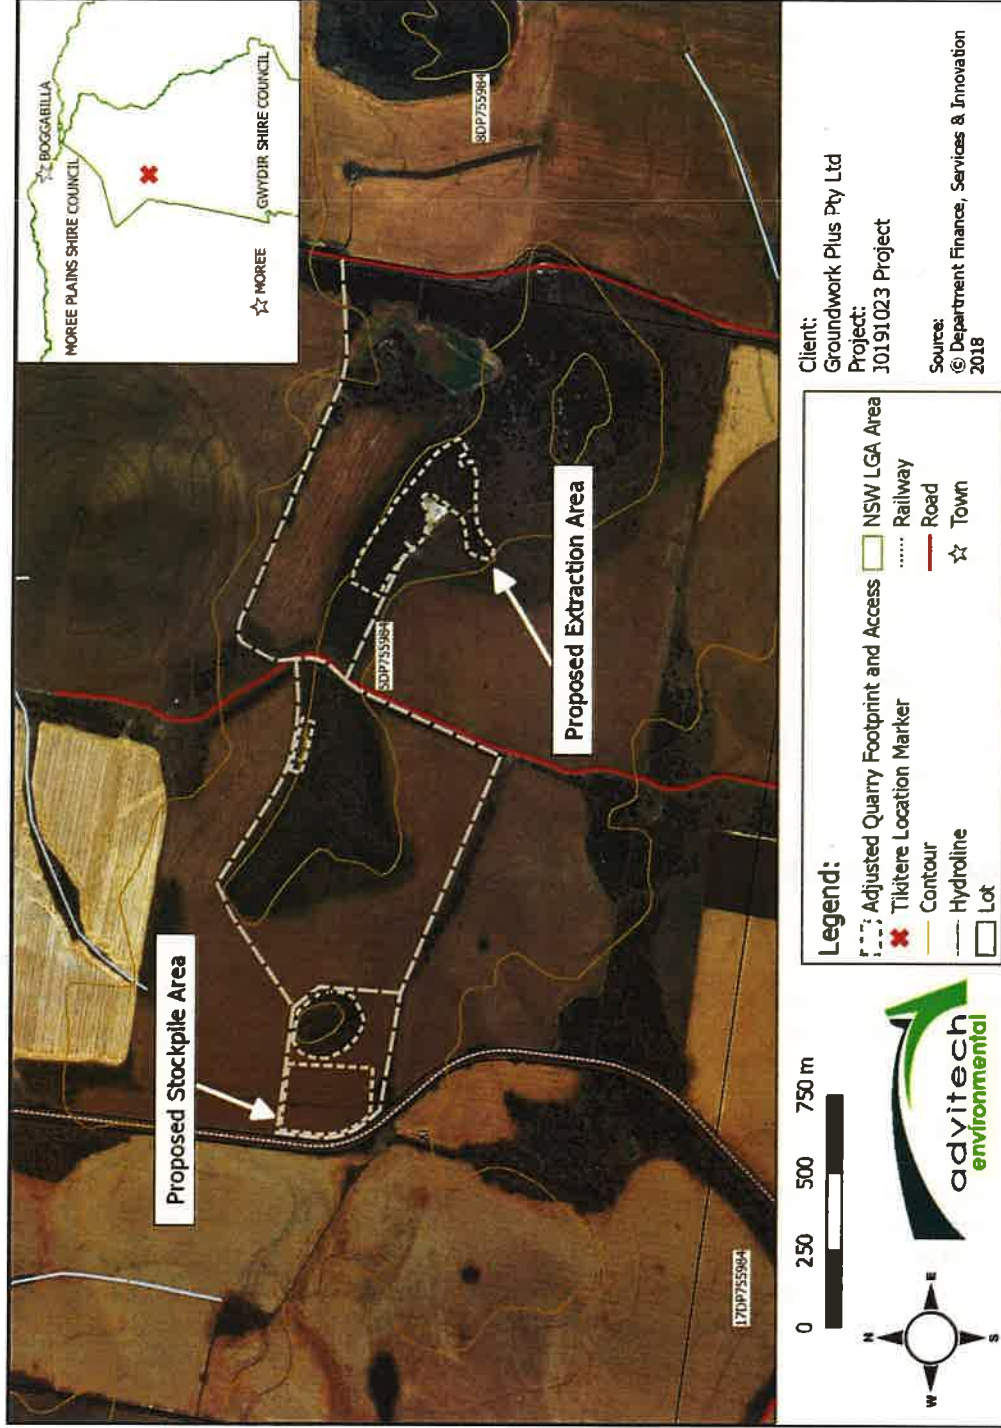 BOGGABILLA
MOREE PLAINS SHIRE COUNCIL
GWYDIR SHIRE COUNCIL
MOREE
8DP755984
Proposed Stockpile Area
5DP755984
Proposed Extraction Area
17DP755984
0 250 500 750 m
N
W E
S
advitech
environmental
Legend:
Adjusted Quarry Footprint and Access
Tikitere Location Marker
Contour
Hydroline
Lot
NSW LGA Area
Railway
Road
Town
Client:
Groundwork Plus Pty Ltd
Project:
10191023 Project
Source:
© Department Finance, Services & Innovation
2018